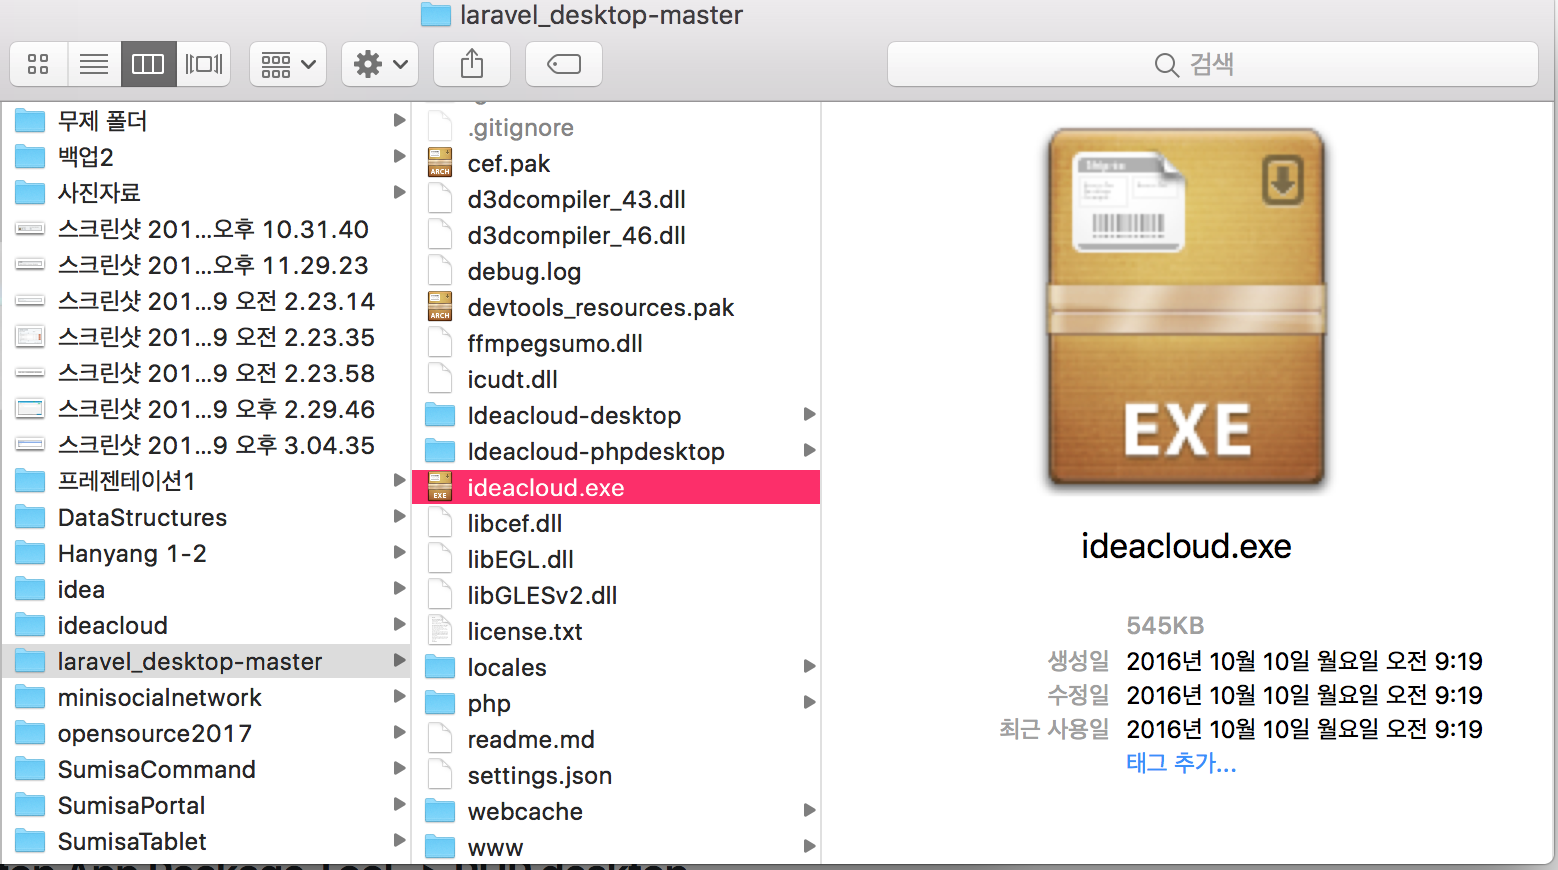 laravel_desktop-master
검색
무제 폴더
백업2
사진자료
스크린샷 201...오후 10.31.40
스크린샷 201...오후 11.29.23
스크린샷 201...9 오전 2.23.14
스크린샷 201...9 오전 2.23.35
스크린샷 201...9 오전 2.23.58
스크린샷 201...9 오후 2.29.46
스크린샷 201...9 오후 3.04.35
프레젠테이션1
DataStructures
Hanyang 1-2
idea
ideacloud
laravel_desktop-master
minisocialnetwork
opensource2017
SumisaCommand
SumisaPortal
SumisaTablet
.gitignore
cef.pak
d3dcompiler_43.dll
d3dcompiler_46.dll
debug.log
devtools_resources.pak
ffmpegsumo.dll
icudt.dll
Ideacloud-desktop
Ideacloud-phpdesktop
ideacloud.exe
libcef.dll
libEGL.dll
libGLESv2.dll
license.txt
locales
php
readme.md
settings.json
webcache
www
EXE
ideacloud.exe
545KB
생성일 2016년 10월 10일 월요일 오전 9:19
수정일 2016년 10월 10일 월요일 오전 9:19
최근 사용일 2016년 10월 10일 월요일 오전 9:19
태그 추가...